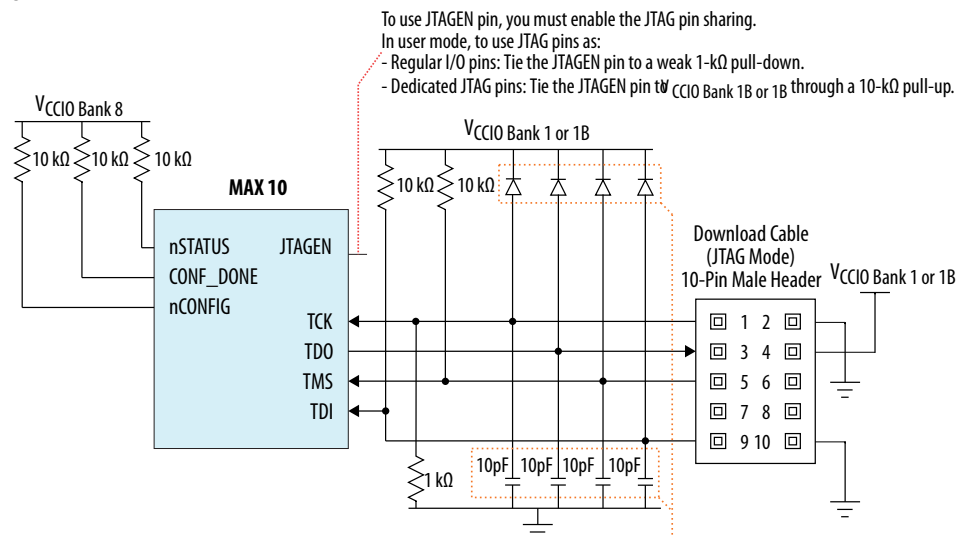 To use JTAGEN pin, you must enable the JTAG pin sharing.
In user mode, to use JTAG pins as:
- Regular I/O pins: Tie the JTAGEN pin to a weak 1-kΩ pull-down.
- Dedicated JTAG pins: Tie the JTAGEN pin to VCCIO Bank 1B or 1B through a 10-kΩ pull-up.
VCCIO Bank 8
10 kΩ 10 kΩ 10 kΩ
VCCIO Bank 1 or 1B
10 kΩ 10 kΩ
MAX 10
nSTATUS JTAGEN
CONF_DONE
nCONFIG
TCK
TDO
TMS
TDI
1 kΩ
10pF 10pF 10pF 10pF
Download Cable
(JTAG Mode)
10-Pin Male Header
VCCIO Bank 1 or 1B
1 2
3 4
5 6
7 8
9 10